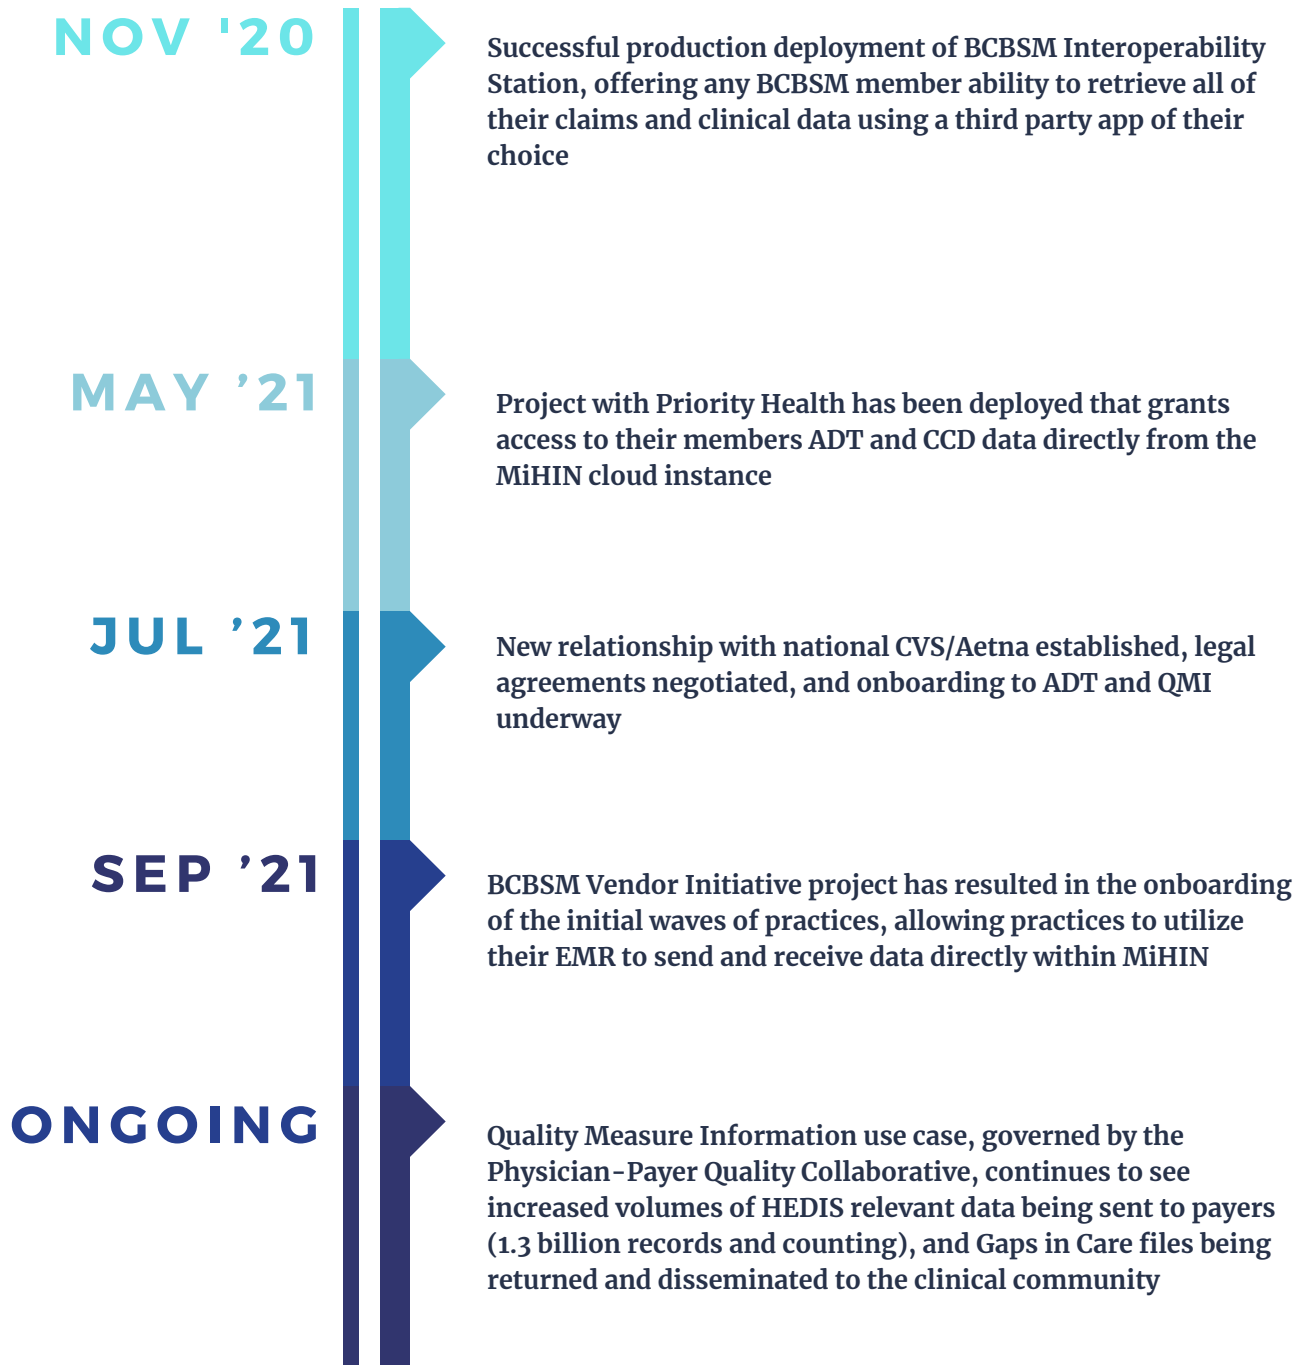 NOV '20
Successful production deployment of BCBSM Interoperability
Station, offering any BCBSM member ability to retrieve all of
their claims and clinical data using a third party app of their
choice
MAY ’21
Project with Priority Health has been deployed that grants
access to their members ADT and CCD data directly from the
MiHIN cloud instance
JUL ’21
New relationship with national CVS/Aetna established, legal
agreements negotiated, and onboarding to ADT and QMI
underway
SEP ’21
BCBSM Vendor Initiative project has resulted in the onboarding
of the initial waves of practices, allowing practices to utilize
their EMR to send and receive data directly within MiHIN
ONGOING
Quality Measure Information use case, governed by the
Physician-Payer Quality Collaborative, continues to see
increased volumes of HEDIS relevant data being sent to payers
(1.3 billion records and counting), and Gaps in Care files being
returned and disseminated to the clinical community